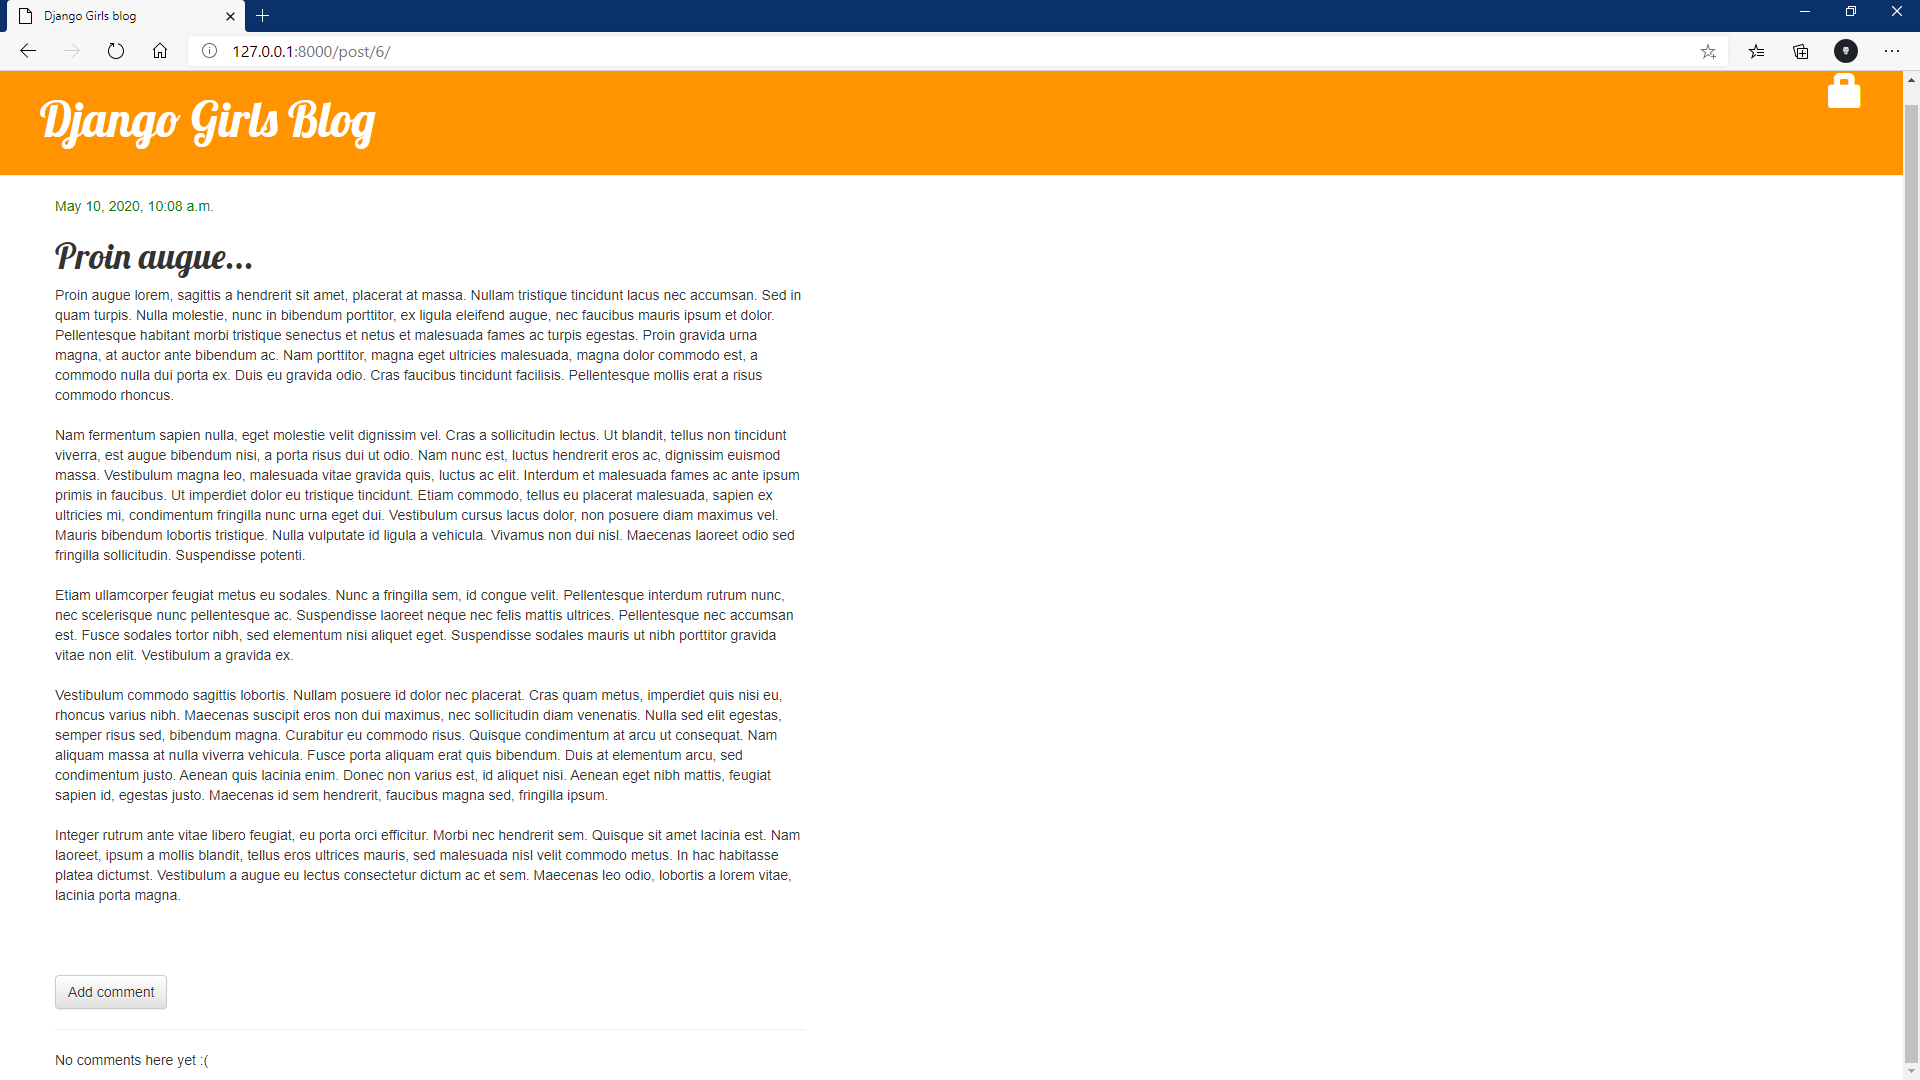 Django Girls blog
127.0.0.1:8000/post/6/
Django Girls Blog
May 10, 2020, 10:08 a.m.
Proin augue...
Proin augue lorem, sagittis a hendrerit sit amet, placerat at massa. Nullam tristique tincidunt lacus nec accumsan. Sed in
quam turpis. Nulla molestie, nunc in bibendum porttitor, ex ligula eleifend augue, nec faucibus mauris ipsum et dolor.
Pellentesque habitant morbi tristique senectus et netus et malesuada fames ac turpis egestas. Proin gravida urna
magna, at auctor ante bibendum ac. Nam porttitor, magna eget ultricies malesuada, magna dolor commodo est, a
commodo nulla dui porta ex. Duis eu gravida odio. Cras faucibus tincidunt facilisis. Pellentesque mollis erat a risus
commodo rhoncus.
Nam fermentum sapien nulla, eget molestie velit dignissim vel. Cras a sollicitudin lectus. Ut blandit, tellus non tincidunt
viverra, est augue bibendum nisi, a porta risus dui ut odio. Nam nunc est, luctus hendrerit eros ac, dignissim euismod
massa. Vestibulum magna leo, malesuada vitae gravida quis, luctus ac elit. Interdum et malesuada fames ac ante ipsum
primis in faucibus. Ut imperdiet dolor eu tristique tincidunt. Etiam commodo, tellus eu placerat malesuada, sapien ex
ultricies mi, condimentum fringilla nunc urna eget dui. Vestibulum cursus lacus dolor, non posuere diam maximus vel.
Mauris bibendum lobortis tristique. Nulla vulputate id ligula a vehicula. Vivamus non dui nisl. Maecenas laoreet odio sed
fringilla sollicitudin. Suspendisse potenti.
Etiam ullamcorper feugiat metus eu sodales. Nunc a fringilla sem, id congue velit. Pellentesque interdum rutrum nunc,
nec scelerisque nunc pellentesque ac. Suspendisse laoreet neque nec felis mattis ultrices. Pellentesque nec accumsan
est. Fusce sodales tortor nibh, sed elementum nisi aliquet eget. Suspendisse sodales mauris ut nibh porttitor gravida
vitae non elit. Vestibulum a gravida ex.
Vestibulum commodo sagittis lobortis. Nullam posuere id dolor nec placerat. Cras quam metus, imperdiet quis nisi eu,
rhoncus varius nibh. Maecenas suscipit eros non dui maximus, nec sollicitudin diam venenatis. Nulla sed elit egestas,
semper risus sed, bibendum magna. Curabitur eu commodo risus. Quisque condimentum at arcu ut consequat. Nam
aliquam massa at nulla viverra vehicula. Fusce porta aliquam erat quis bibendum. Duis at elementum arcu, sed
condimentum justo. Aenean quis lacinia enim. Donec non varius est, id aliquet nisi. Aenean eget nibh mattis, feugiat
sapien id, egestas justo. Maecenas id sem hendrerit, faucibus magna sed, fringilla ipsum.
Integer rutrum ante vitae libero feugiat, eu porta orci efficitur. Morbi nec hendrerit sem. Quisque sit amet lacinia est. Nam
laoreet, ipsum a mollis blandit, tellus eros ultrices mauris, sed malesuada nisl velit commodo metus. In hac habitasse
platea dictumst. Vestibulum a augue eu lectus consectetur dictum ac et sem. Maecenas leo odio, lobortis a lorem vitae,
lacinia porta magna.
Add comment
No comments here yet :(